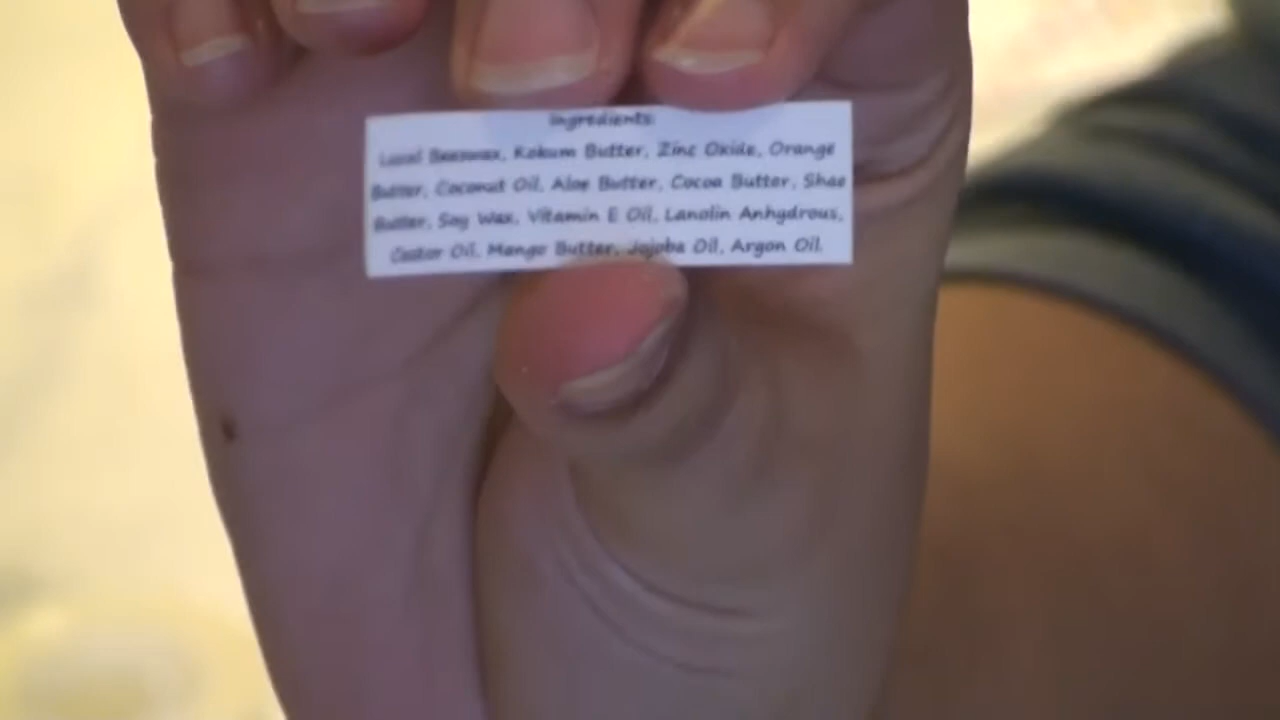 Ingredients:
Local Beeswax, Kokum Butter, Zinc Oxide, Orange
Butter, Coconut Oil, Aloe Butter, Cocoa Butter, Shae
Butter, Soy Wax, Vitamin E Oil, Lanolin Anhydrous,
Castor Oil, Mango Butter, Jojoba Oil, Argon Oil.